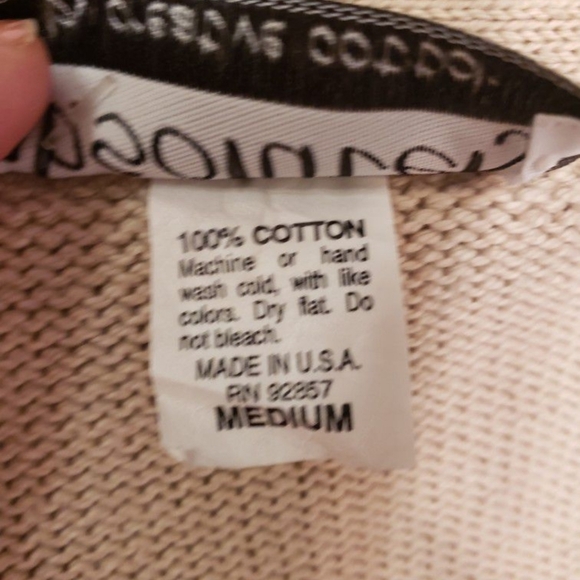 100% COTTON
Machine or hand
wash cold, with like
colors. Dry flat. Do
not bleach.
MADE IN U.S.A.
RN 92857
MEDIUM